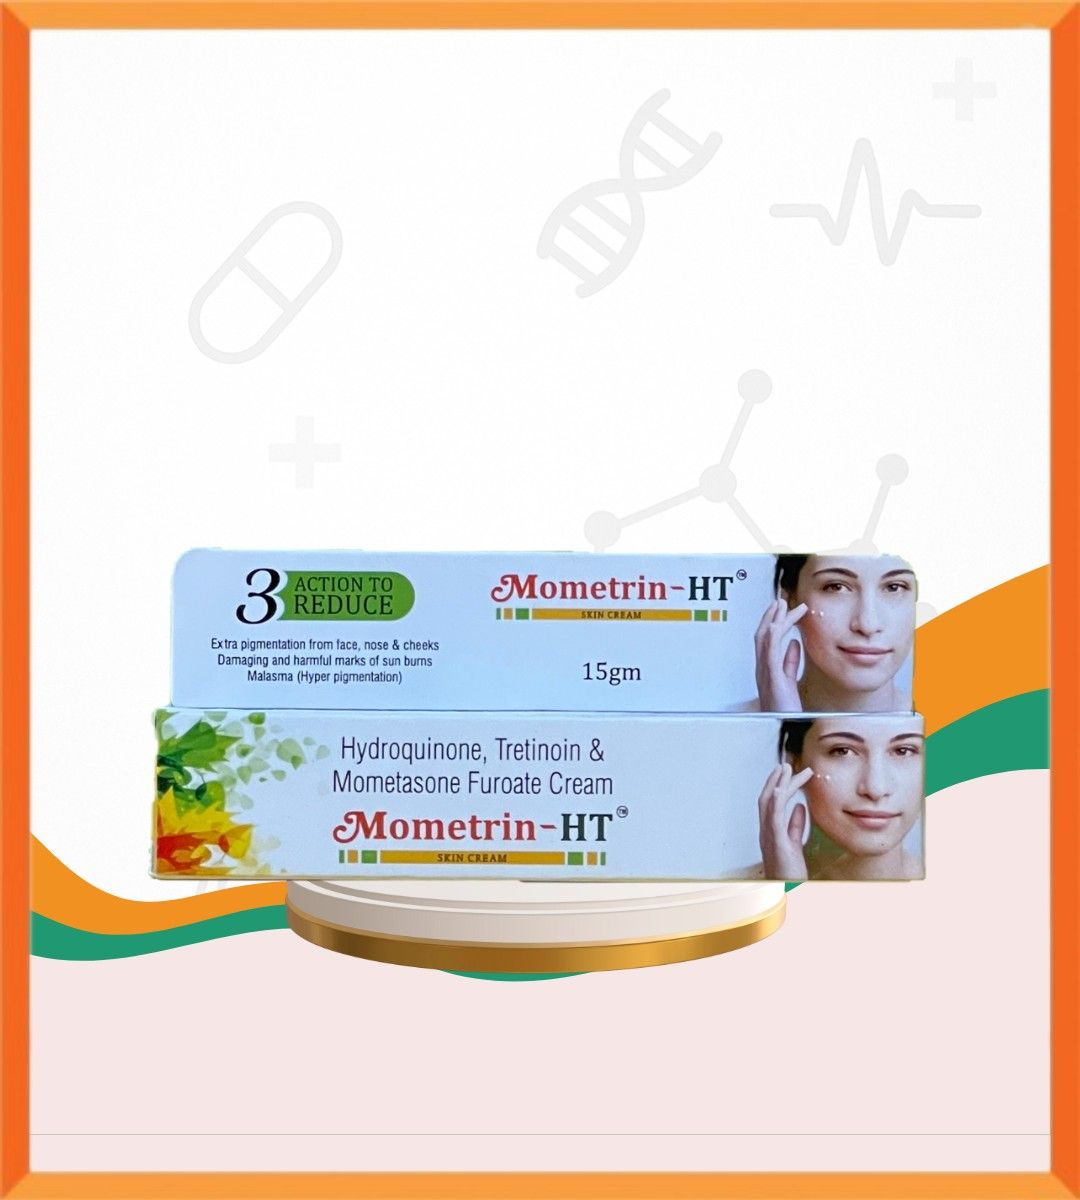 3 ACTION TO
REDUCE
Extra pigmentation from face, nose & cheeks
Damaging and harmful marks of sun burns
Malasma (Hyper pigmentation)
Mometrin-HT™
SKIN CREAM
15gm
Hydroquinone, Tretinoin &
Mometasone Furoate Cream
Mometrin-HT™
SKIN CREAM